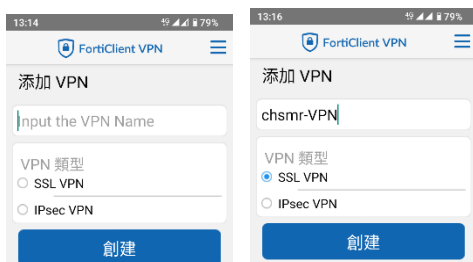 13:14
4G 79%
FortiClient VPN
添加 VPN
Input the VPN Name
VPN 類型
SSL VPN
IPsec VPN
創建
13:16
4G 79%
FortiClient VPN
添加 VPN
chsmr-VPN
VPN 類型
SSL VPN
IPsec VPN
創建